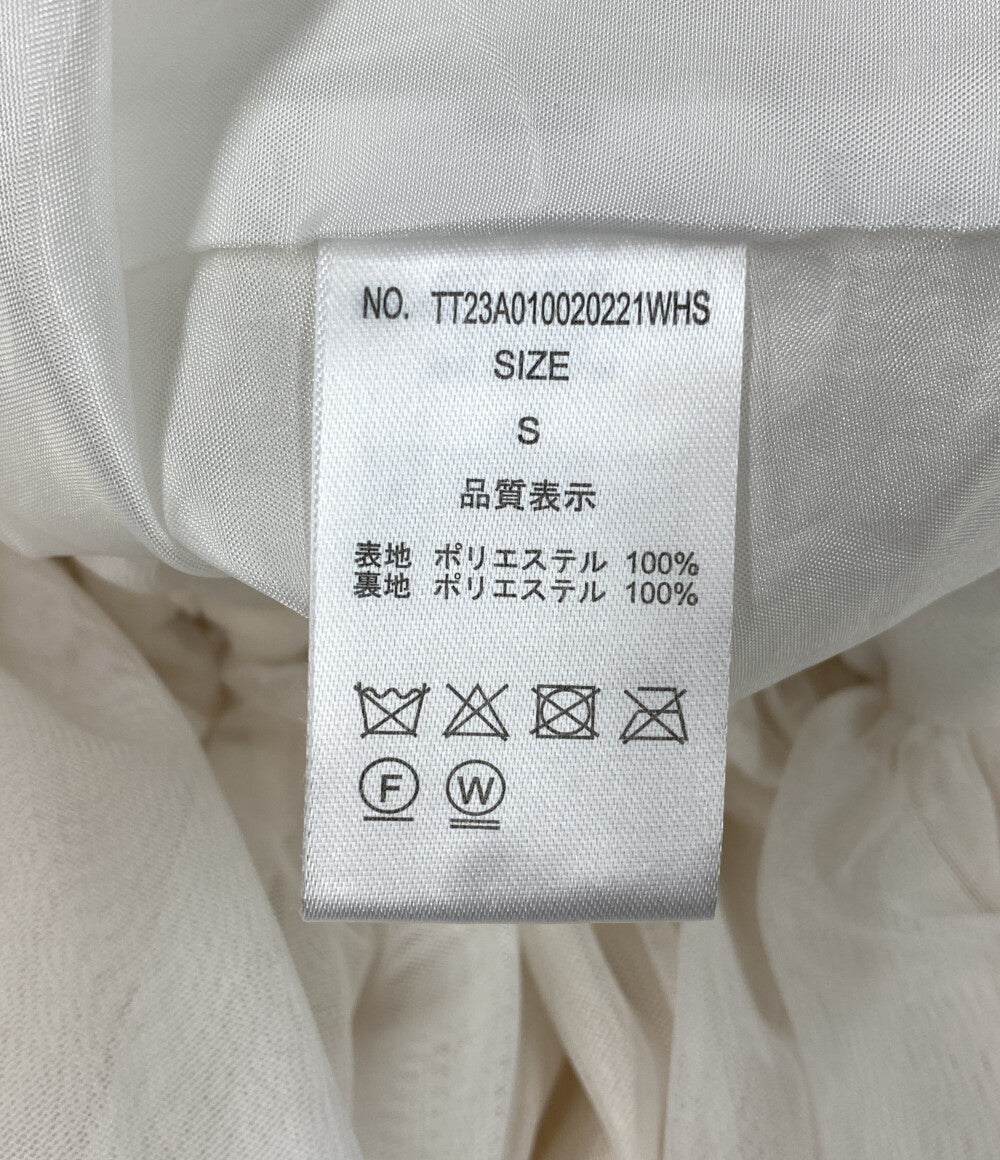 NO. TT23A010020221WHS
SIZE
S
品質表示
表地 ポリエステル 100%
裏地 ポリエステル 100%
F W